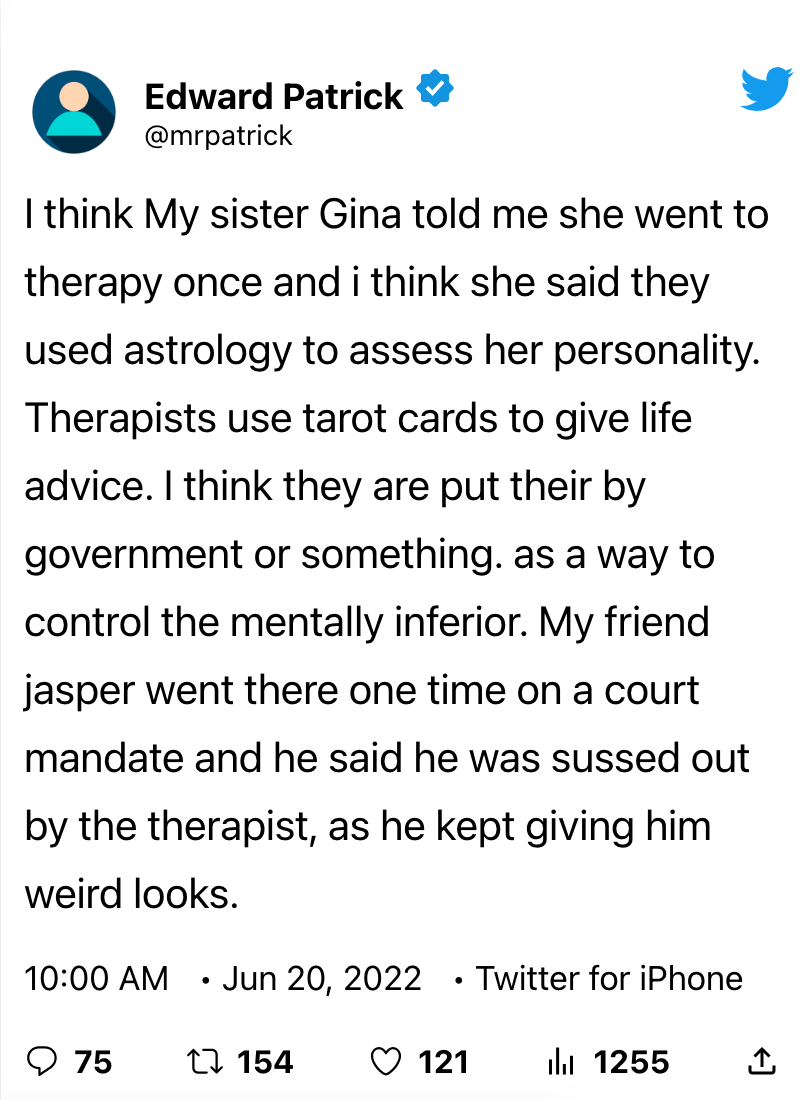 Edward Patrick
@mrpatrick
I think My sister Gina told me she went to
therapy once and i think she said they
used astrology to assess her personality.
Therapists use tarot cards to give life
advice. I think they are put their by
government or something. as a way to
control the mentally inferior. My friend
jasper went there one time on a court
mandate and he said he was sussed out
by the therapist, as he kept giving him
weird looks.
10:00 AM • Jun 20, 2022 • Twitter for iPhone
75 154 121 1255